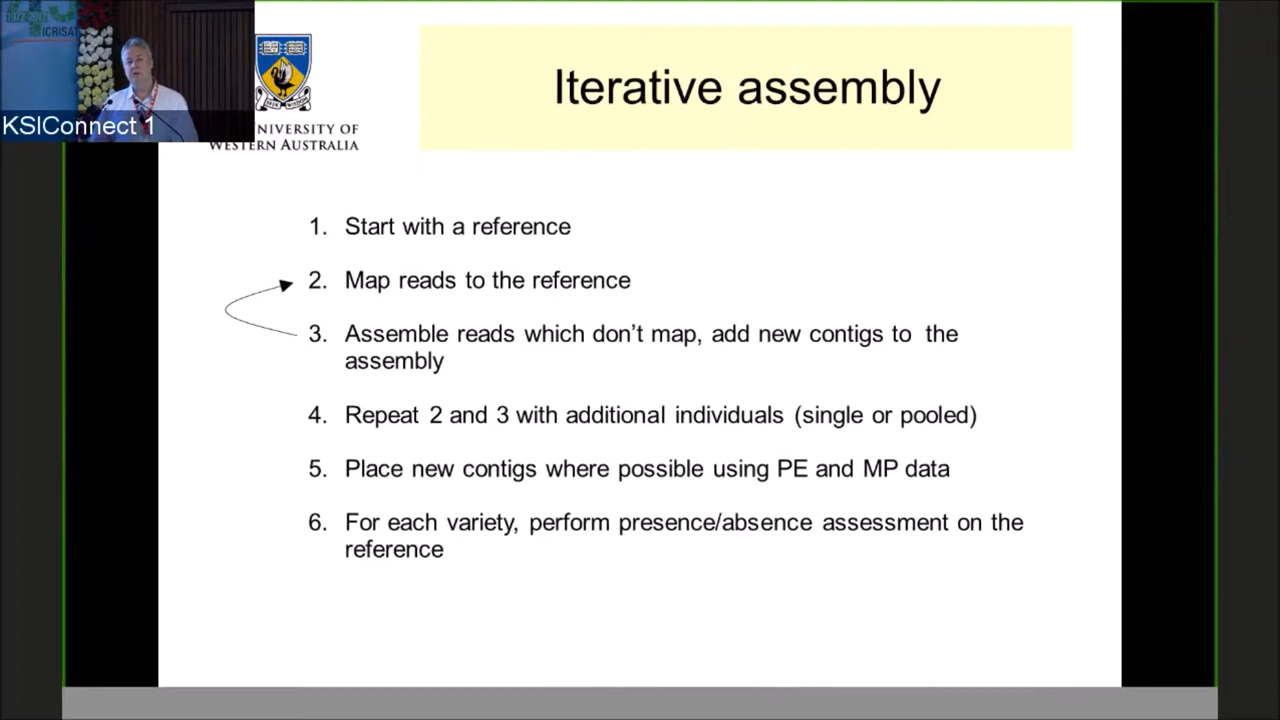 1972-2017
ICRISAT
KSIConnect 1
UNIVERSITY OF
WESTERN AUSTRALIA
Iterative assembly
1. Start with a reference
2. Map reads to the reference
3. Assemble reads which don't map, add new contigs to the
assembly
4. Repeat 2 and 3 with additional individuals (single or pooled)
5. Place new contigs where possible using PE and MP data
6. For each variety, perform presence/absence assessment on the
reference